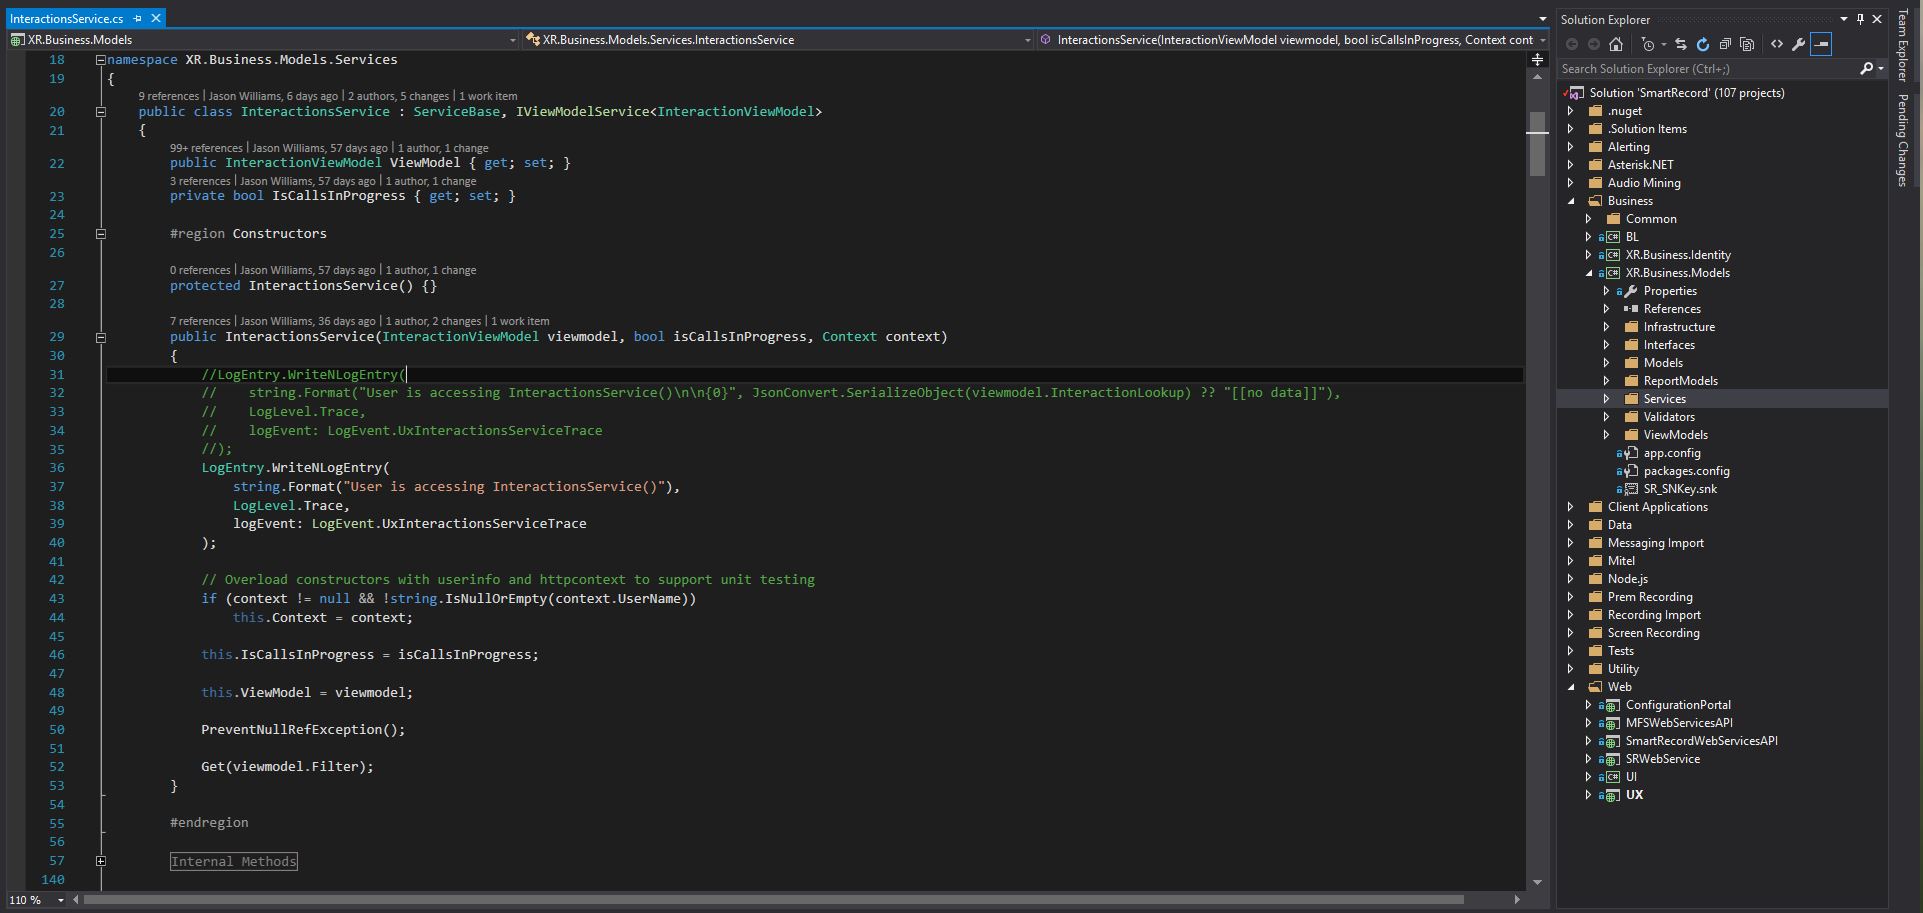 InteractionsService.cs
XR.Business.Models
XR.Business.Models.Services.InteractionsService
InteractionsService(InteractionViewModel viewmodel, bool isCallsInProgress, Context cont
18 namespace XR.Business.Models.Services
19 {
9 references | Jason Williams, 6 days ago | 2 authors, 5 changes | 1 work item
20 public class InteractionsService : ServiceBase, IViewModelService<InteractionViewModel>
21 {
99+ references | Jason Williams, 57 days ago | 1 author, 1 change
22 public InteractionViewModel ViewModel { get; set; }
3 references | Jason Williams, 57 days ago | 1 author, 1 change
23 private bool IsCallsInProgress { get; set; }
24
25 #region Constructors
26
0 references | Jason Williams, 57 days ago | 1 author, 1 change
27 protected InteractionsService() {}
28
7 references | Jason Williams, 36 days ago | 1 author, 2 changes | 1 work item
29 public InteractionsService(InteractionViewModel viewmodel, bool isCallsInProgress, Context context)
30 {
31 //LogEntry.WriteNLogEntry(
32 //    string.Format("User is accessing InteractionsService()\n\n{0}", JsonConvert.SerializeObject(viewmodel.InteractionLookup) ?? "[[no data]]"),
33 //    LogLevel.Trace,
34 //    logEvent: LogEvent.UxInteractionsServiceTrace
35 //);
36 LogEntry.WriteNLogEntry(
37 string.Format("User is accessing InteractionsService()"),
38 LogLevel.Trace,
39 logEvent: LogEvent.UxInteractionsServiceTrace
40 );
41
42 // Overload constructors with userinfo and httpcontext to support unit testing
43 if (context != null && !string.IsNullOrEmpty(context.UserName))
44 this.Context = context;
45
46 this.IsCallsInProgress = isCallsInProgress;
47
48 this.ViewModel = viewmodel;
49
50 PreventNullRefException();
51
52 Get(viewmodel.Filter);
53 }
54
55 #endregion
56
57 Internal Methods
140
110 %
Solution Explorer
Search Solution Explorer (Ctrl+;)
Solution 'SmartRecord' (107 projects)
.nuget
.Solution Items
Alerting
Asterisk.NET
Audio Mining
Business
Common
C# BL
C# XR.Business.Identity
C# XR.Business.Models
Properties
References
Infrastructure
Interfaces
Models
ReportModels
Services
Validators
ViewModels
app.config
packages.config
SR_SNKey.snk
Client Applications
Data
Messaging Import
Mitel
Node.js
Prem Recording
Recording Import
Screen Recording
Tests
Utility
Web
ConfigurationPortal
MFSWebServicesAPI
SmartRecordWebServicesAPI
SRWebService
C# UI
UX
Team Explorer
Pending Changes